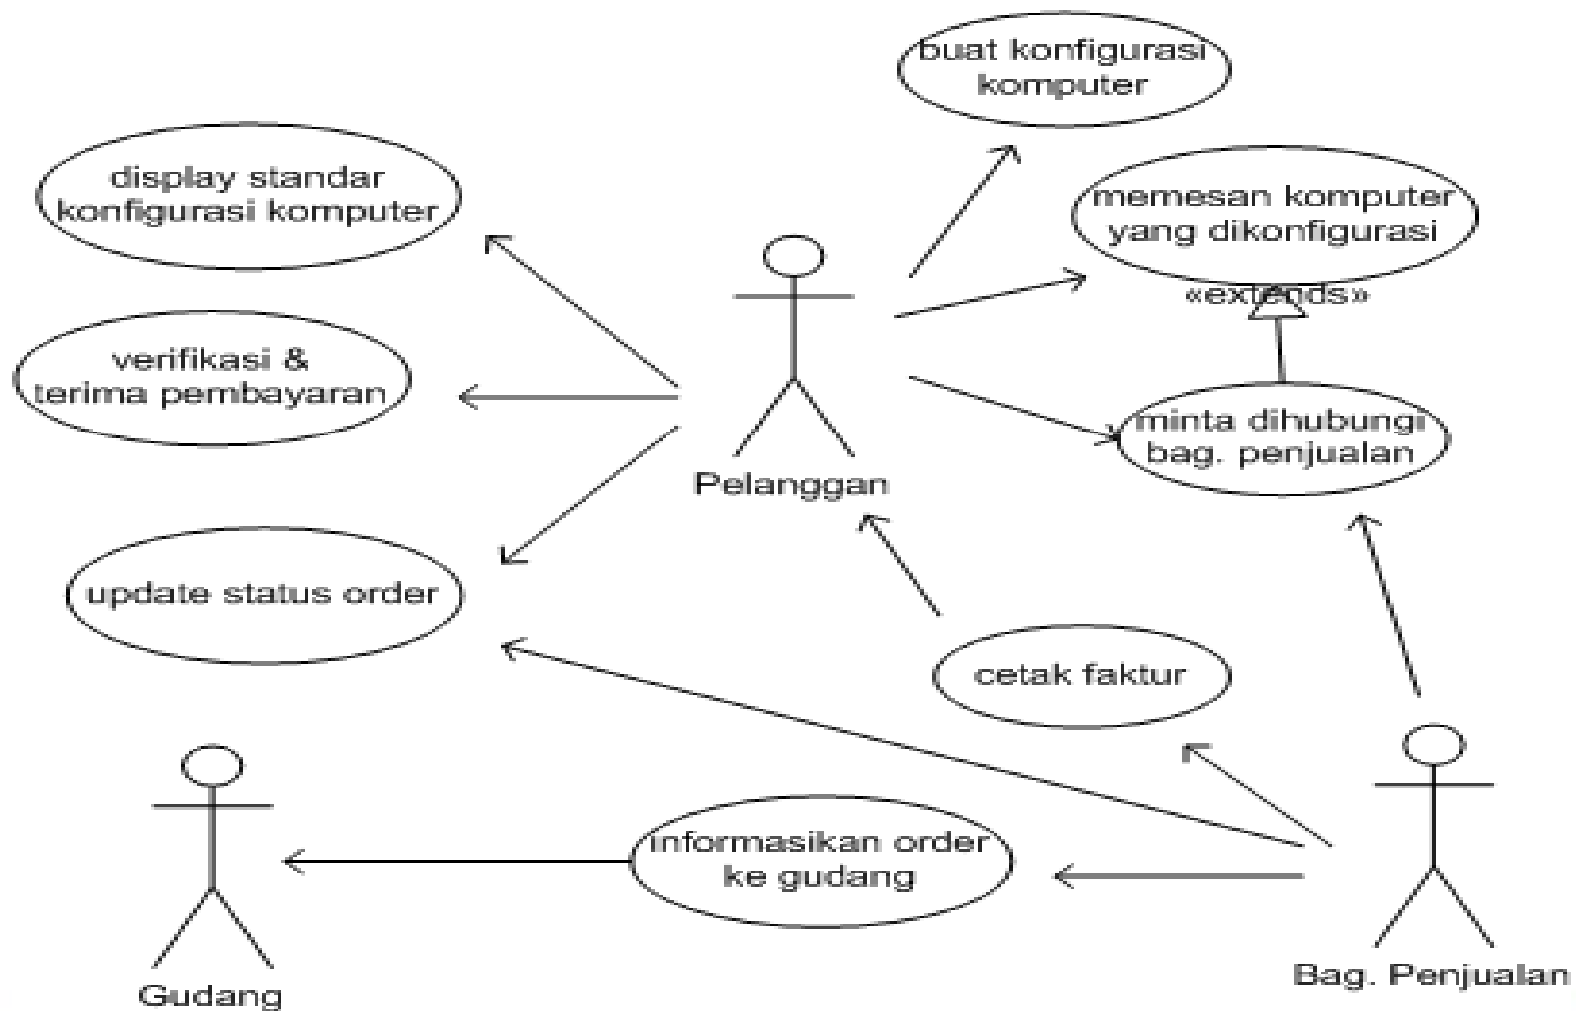 buat konfigurasi
komputer
display standar
konfigurasi komputer
memesan komputer
yang dikonfigurasi
«extends»
verifikasi &
terima pembayaran
minta dihubungi
bag. penjualan
Pelanggan
update status order
cetak faktur
informasikan order
ke gudang
Gudang
Bag. Penjualan